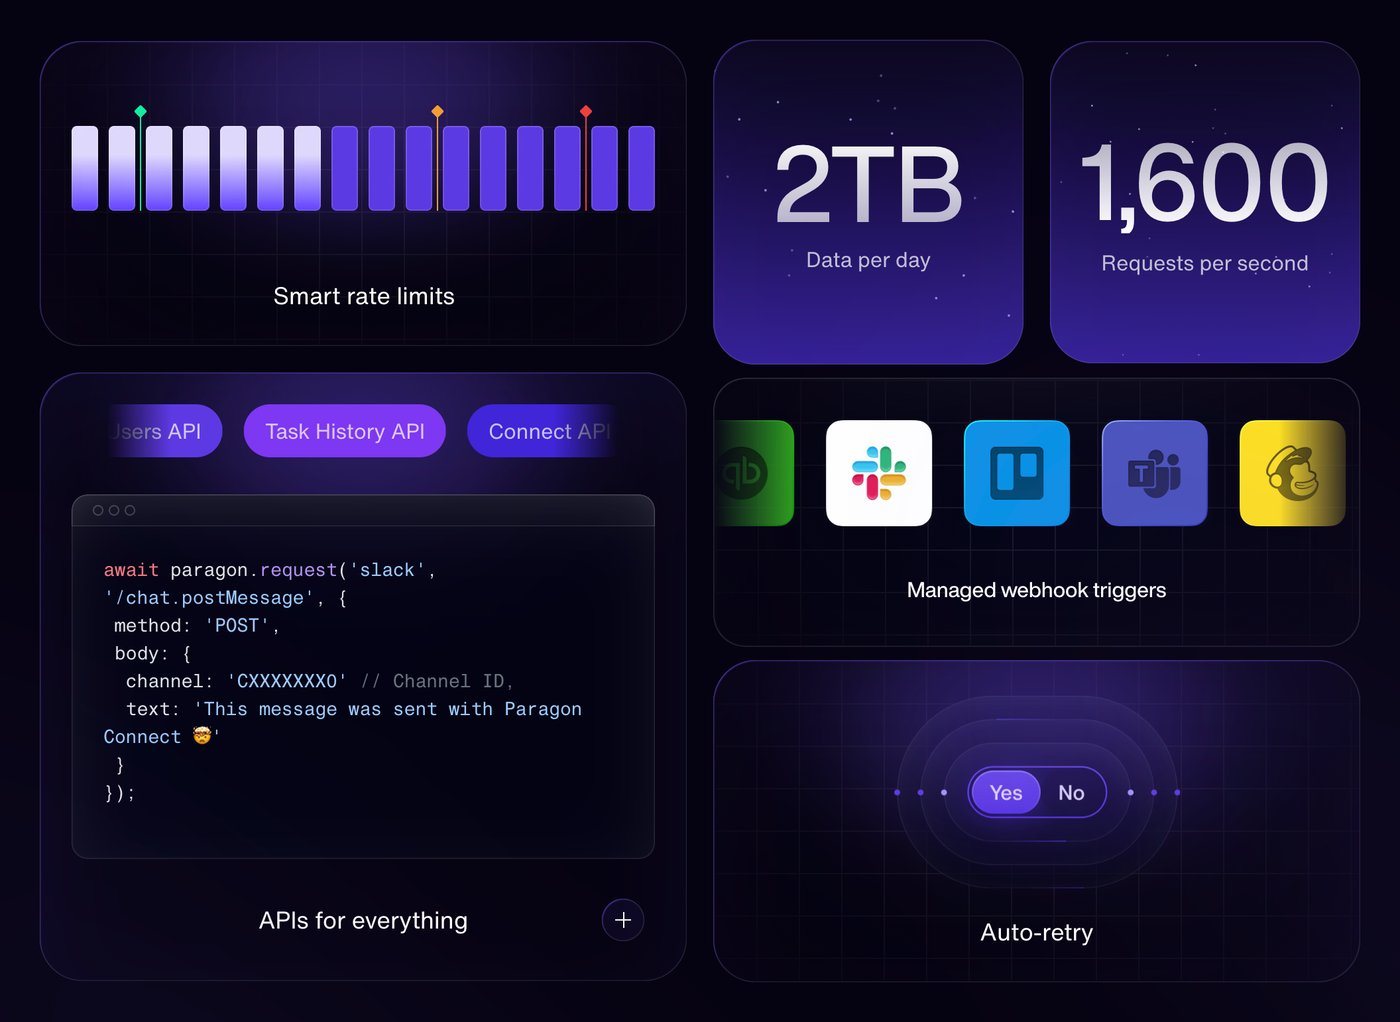 Smart rate limits
2TB
Data per day
1,600
Requests per second
Users API
Task History API
Connect API
await paragon.request('slack',
'/chat.postMessage', {
method: 'POST',
body: {
channel: 'CXXXXXXX0' // Channel ID,
text: 'This message was sent with Paragon
Connect 🤯'
}
});
APIs for everything
qb
T
Managed webhook triggers
Yes
No
Auto-retry